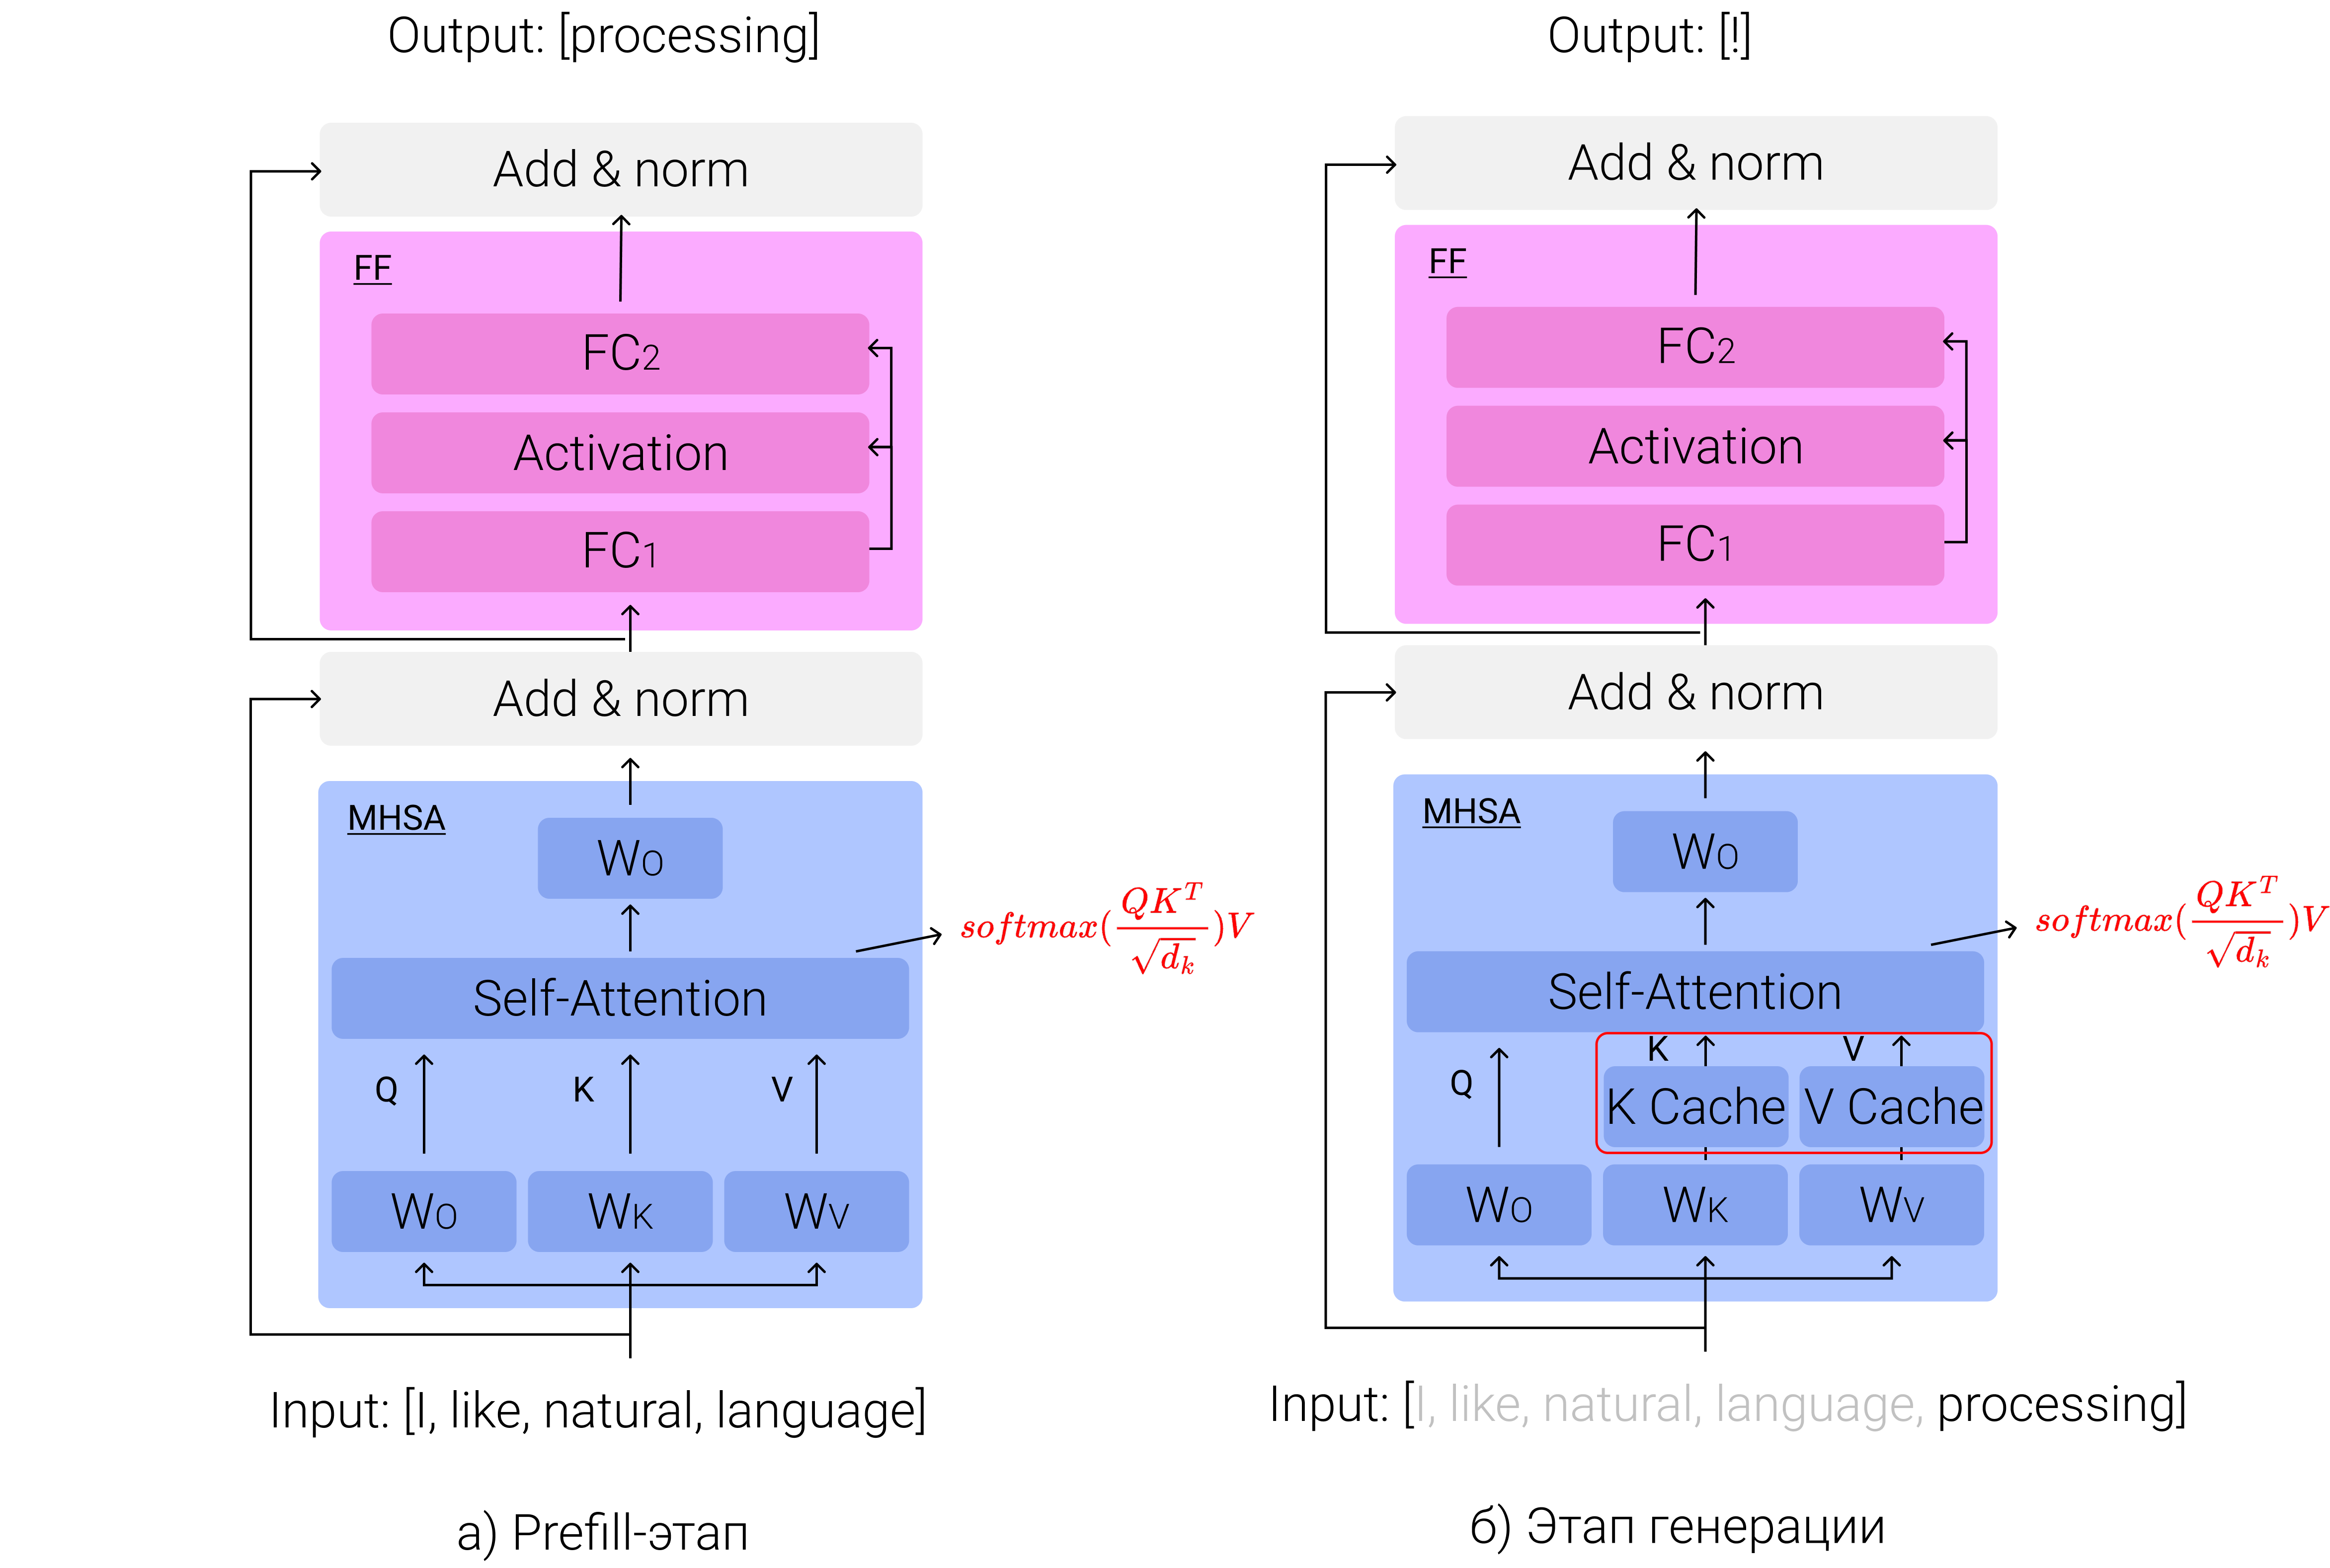 Output: [processing]
Add & norm
FF
FC2
Activation
FC1
Add & norm
MHSA
WO
softmax(QK^T/√d_k)V
Self-Attention
Q K V
WO WK WV
Input: [I, like, natural, language]
а) Prefill-этап
Output: [!]
Add & norm
FF
FC2
Activation
FC1
Add & norm
MHSA
WO
softmax(QK^T/√d_k)V
Self-Attention
Q K V
K Cache V Cache
WO WK WV
Input: [I, like, natural, language, processing]
б) Этап генерации